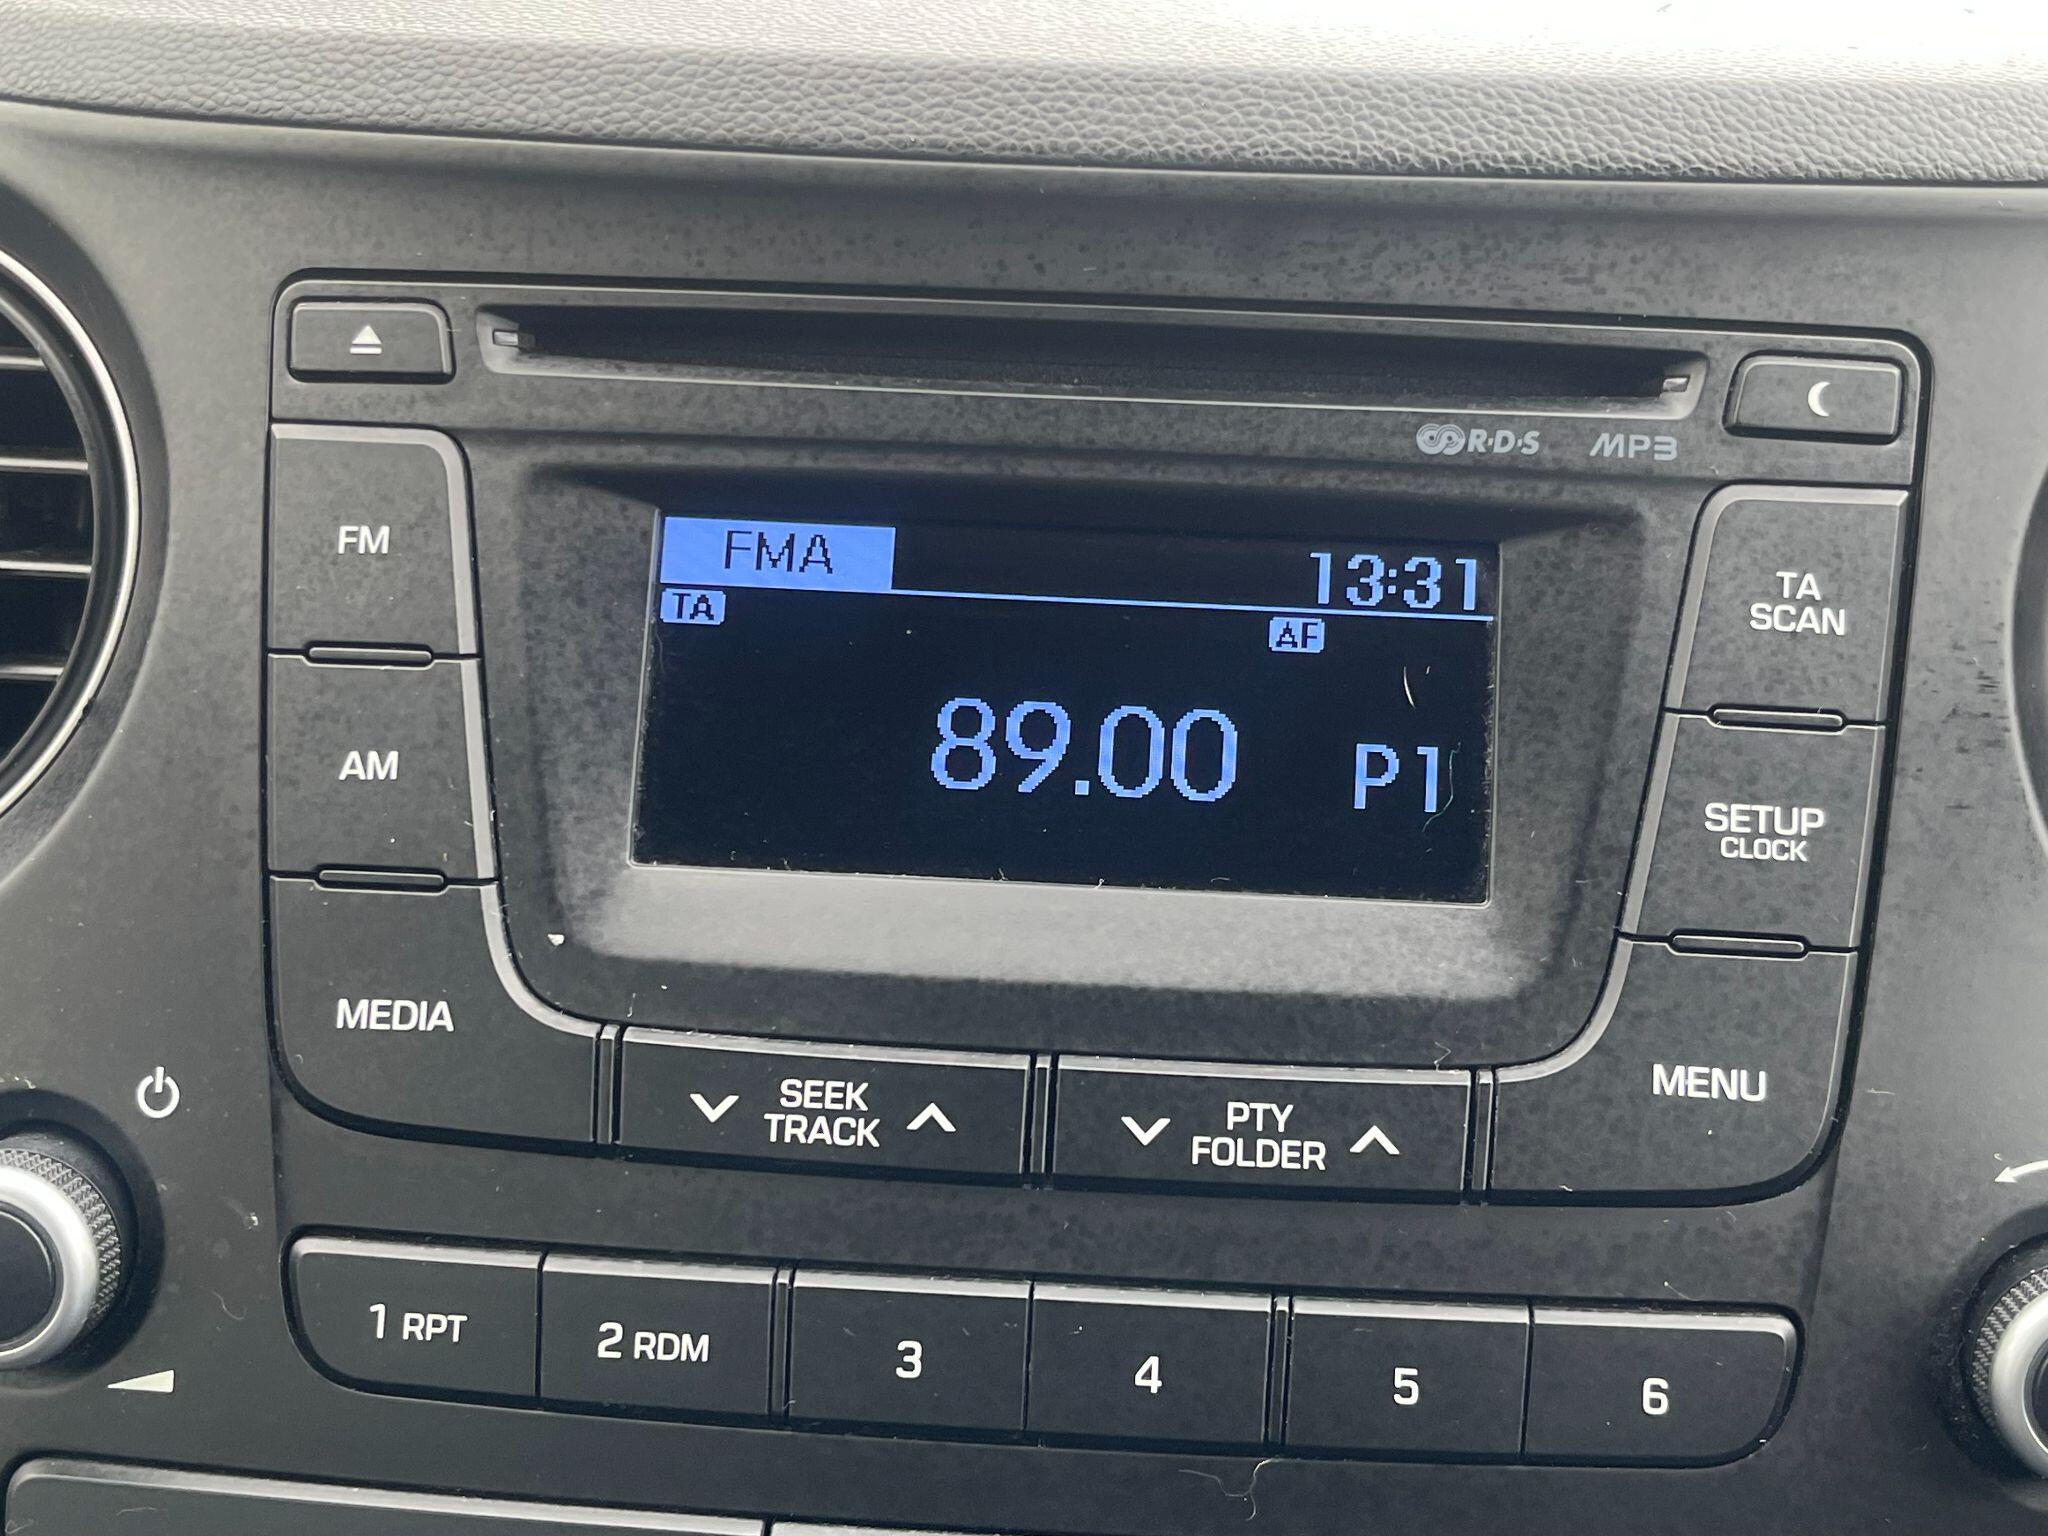 R·D·S MP3
FM
FMA 13:31
TA AF
89.00 P1
TA
SCAN
AM
SETUP
CLOCK
MEDIA
SEEK
TRACK
PTY
FOLDER
MENU
1 RPT 2 RDM 3 4 5 6